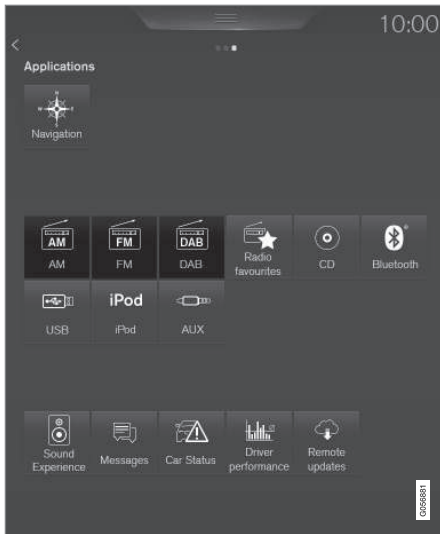 10:00
Applications
Navigation
AM
FM
DAB
AM
FM
DAB
Radio
favourites
CD
Bluetooth
iPod
USB
iPod
AUX
Sound
Experience
Messages
Car Status
Driver
performance
Remote
updates
G056881